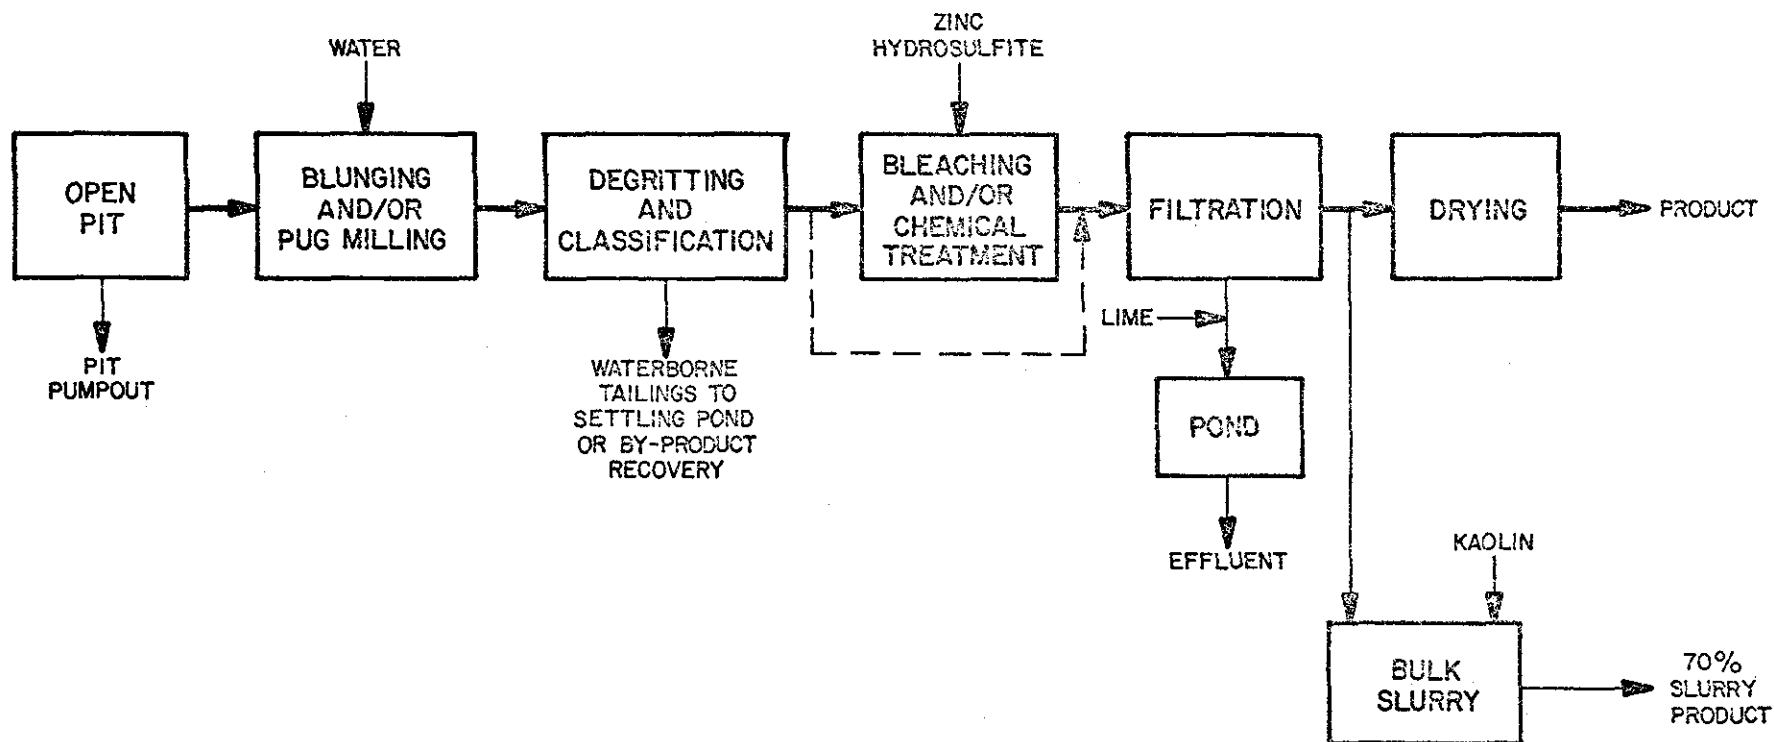 WATER
ZINC
HYDROSULFITE
OPEN
PIT
BLUNGING
AND/OR
PUG MILLING
DEGRITTING
AND
CLASSIFICATION
BLEACHING
AND/OR
CHEMICAL
TREATMENT
FILTRATION
DRYING
PRODUCT
PIT
PUMPOUT
WATERBORNE
TAILINGS TO
SETTLING POND
OR BY-PRODUCT
RECOVERY
LIME
POND
EFFLUENT
KAOLIN
BULK
SLURRY
70%
SLURRY
PRODUCT